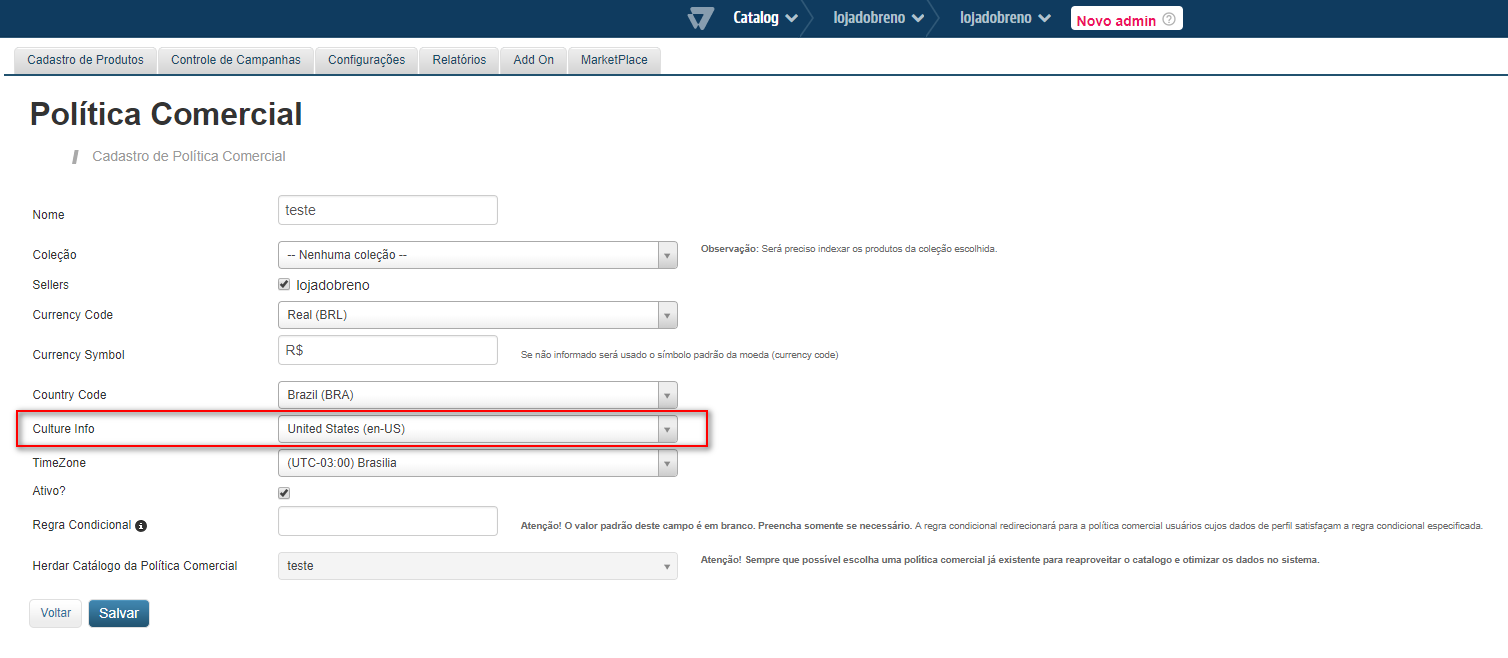 Catalog lojadobreno lojadobreno Novo admin
Cadastro de Produtos Controle de Campanhas Configurações Relatórios Add On MarketPlace
Política Comercial
/ Cadastro de Política Comercial
Nome teste
Coleção -- Nenhuma coleção -- Observação: Será preciso indexar os produtos da coleção escolhida.
Sellers lojadobreno
Currency Code Real (BRL)
Currency Symbol R$ Se não informado será usado o símbolo padrão da moeda (currency code)
Country Code Brazil (BRA)
Culture Info United States (en-US)
TimeZone (UTC-03:00) Brasilia
Ativo?
Regra Condicional Atenção! O valor padrão deste campo é em branco. Preencha somente se necessário. A regra condicional redirecionará para a política comercial usuários cujos dados de perfil satisfaçam a regra condicional especificada.
Herdar Catálogo da Política Comercial teste Atenção! Sempre que possível escolha uma política comercial já existente para reaproveitar o catalogo e otimizar os dados no sistema.
Voltar Salvar